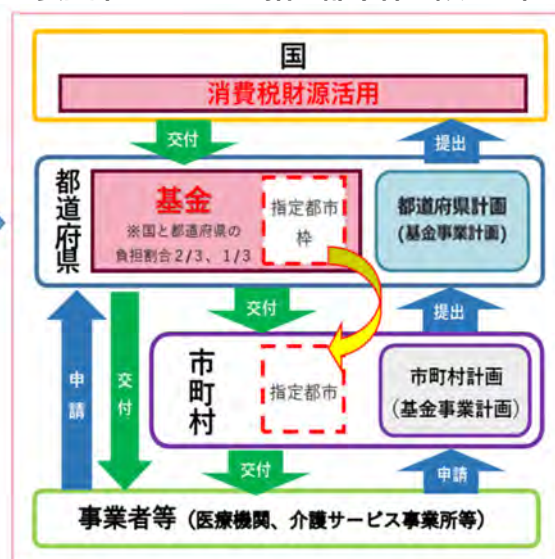 国
消費税財源活用
交付
提出
都道府県
基金
※国と都道府県の
負担割合2/3、1/3
指定都市
枠
都道府県計画
(基金事業計画)
申請
交付
交付
提出
市町村
指定都市
市町村計画
(基金事業計画)
交付
申請
事業者等(医療機関、介護サービス事業所等)